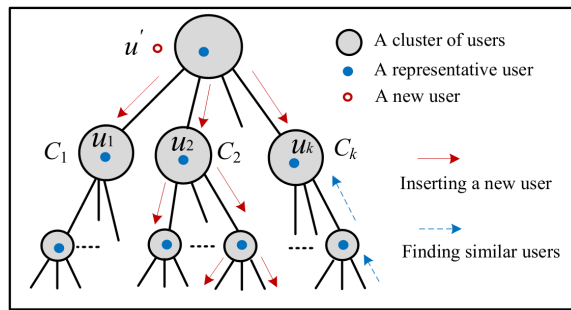 u'
A cluster of users
A representative user
A new user
C1 u1 u2 C2 uk Ck
Inserting a new user
Finding similar users